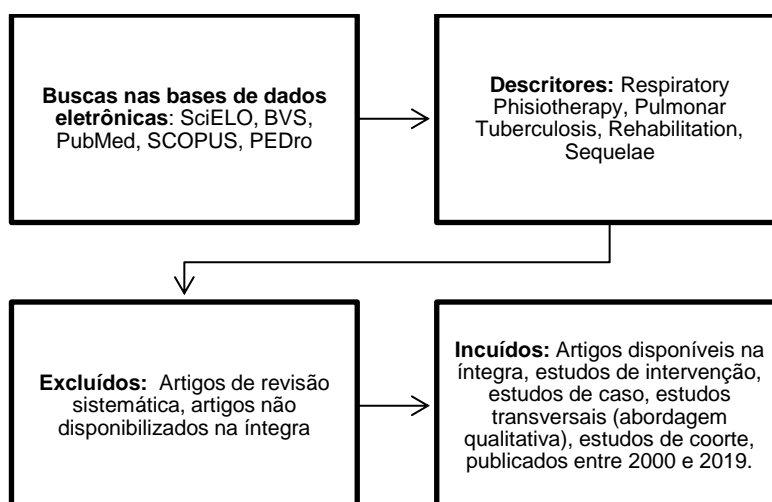 Buscas nas bases de dados
eletrônicas: SciELO, BVS,
PubMed, SCOPUS, PEDro
Descritores: Respiratory
Phisiotherapy, Pulmonar
Tuberculosis, Rehabilitation,
Sequelae
Excluídos: Artigos de revisão
sistemática, artigos não
disponibilizados na íntegra
Incuídos: Artigos disponíveis na
íntegra, estudos de intervenção,
estudos de caso, estudos
transversais (abordagem
qualitativa), estudos de coorte,
publicados entre 2000 e 2019.